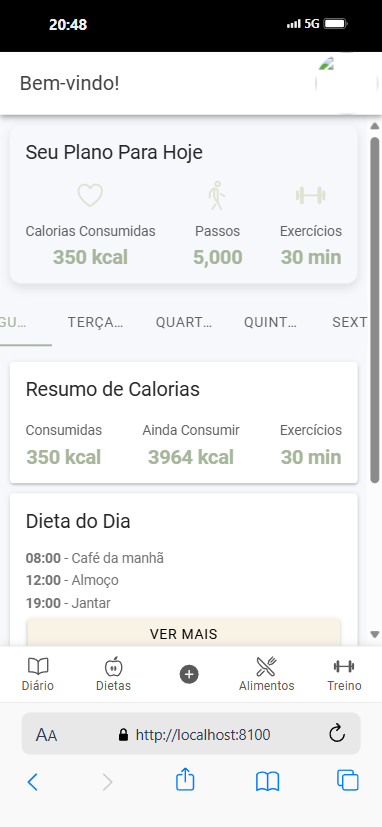 20:48 5G
Bem-vindo!
Seu Plano Para Hoje
Calorias Consumidas Passos Exercícios
350 kcal 5,000 30 min
GU... TERÇA... QUART... QUINT... SEXT
Resumo de Calorias
Consumidas Ainda Consumir Exercícios
350 kcal 3964 kcal 30 min
Dieta do Dia
08:00 - Café da manhã
12:00 - Almoço
19:00 - Jantar
VER MAIS
Diário Dietas Alimentos Treino
AA http://localhost:8100